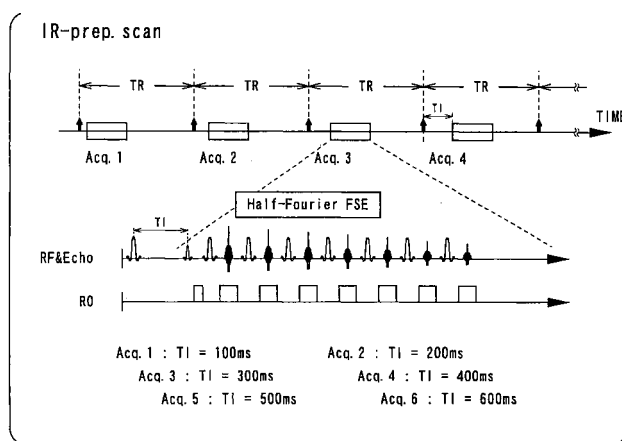 IR-prep. scan
TR TR TR TR
TI
TIME
Acq. 1 Acq. 2 Acq. 3 Acq. 4
Half-Fourier FSE
TI
RF&Echo
RO
Acq. 1 : TI = 100ms Acq. 2 : TI = 200ms
Acq. 3 : TI = 300ms Acq. 4 : TI = 400ms
Acq. 5 : TI = 500ms Acq. 6 : TI = 600ms